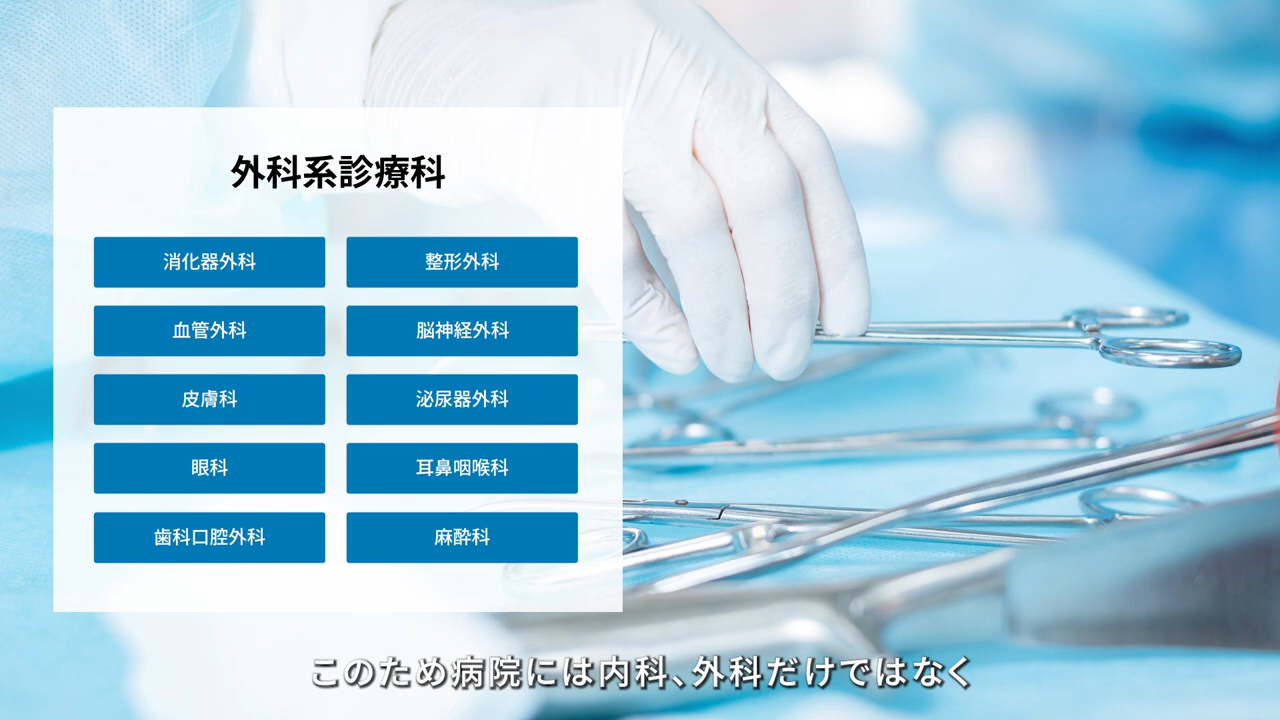 外科系診療科
消化器外科
整形外科
血管外科
脳神経外科
皮膚科
泌尿器外科
眼科
耳鼻咽喉科
歯科口腔外科
麻酔科
このため病院には内科、外科だけではなく